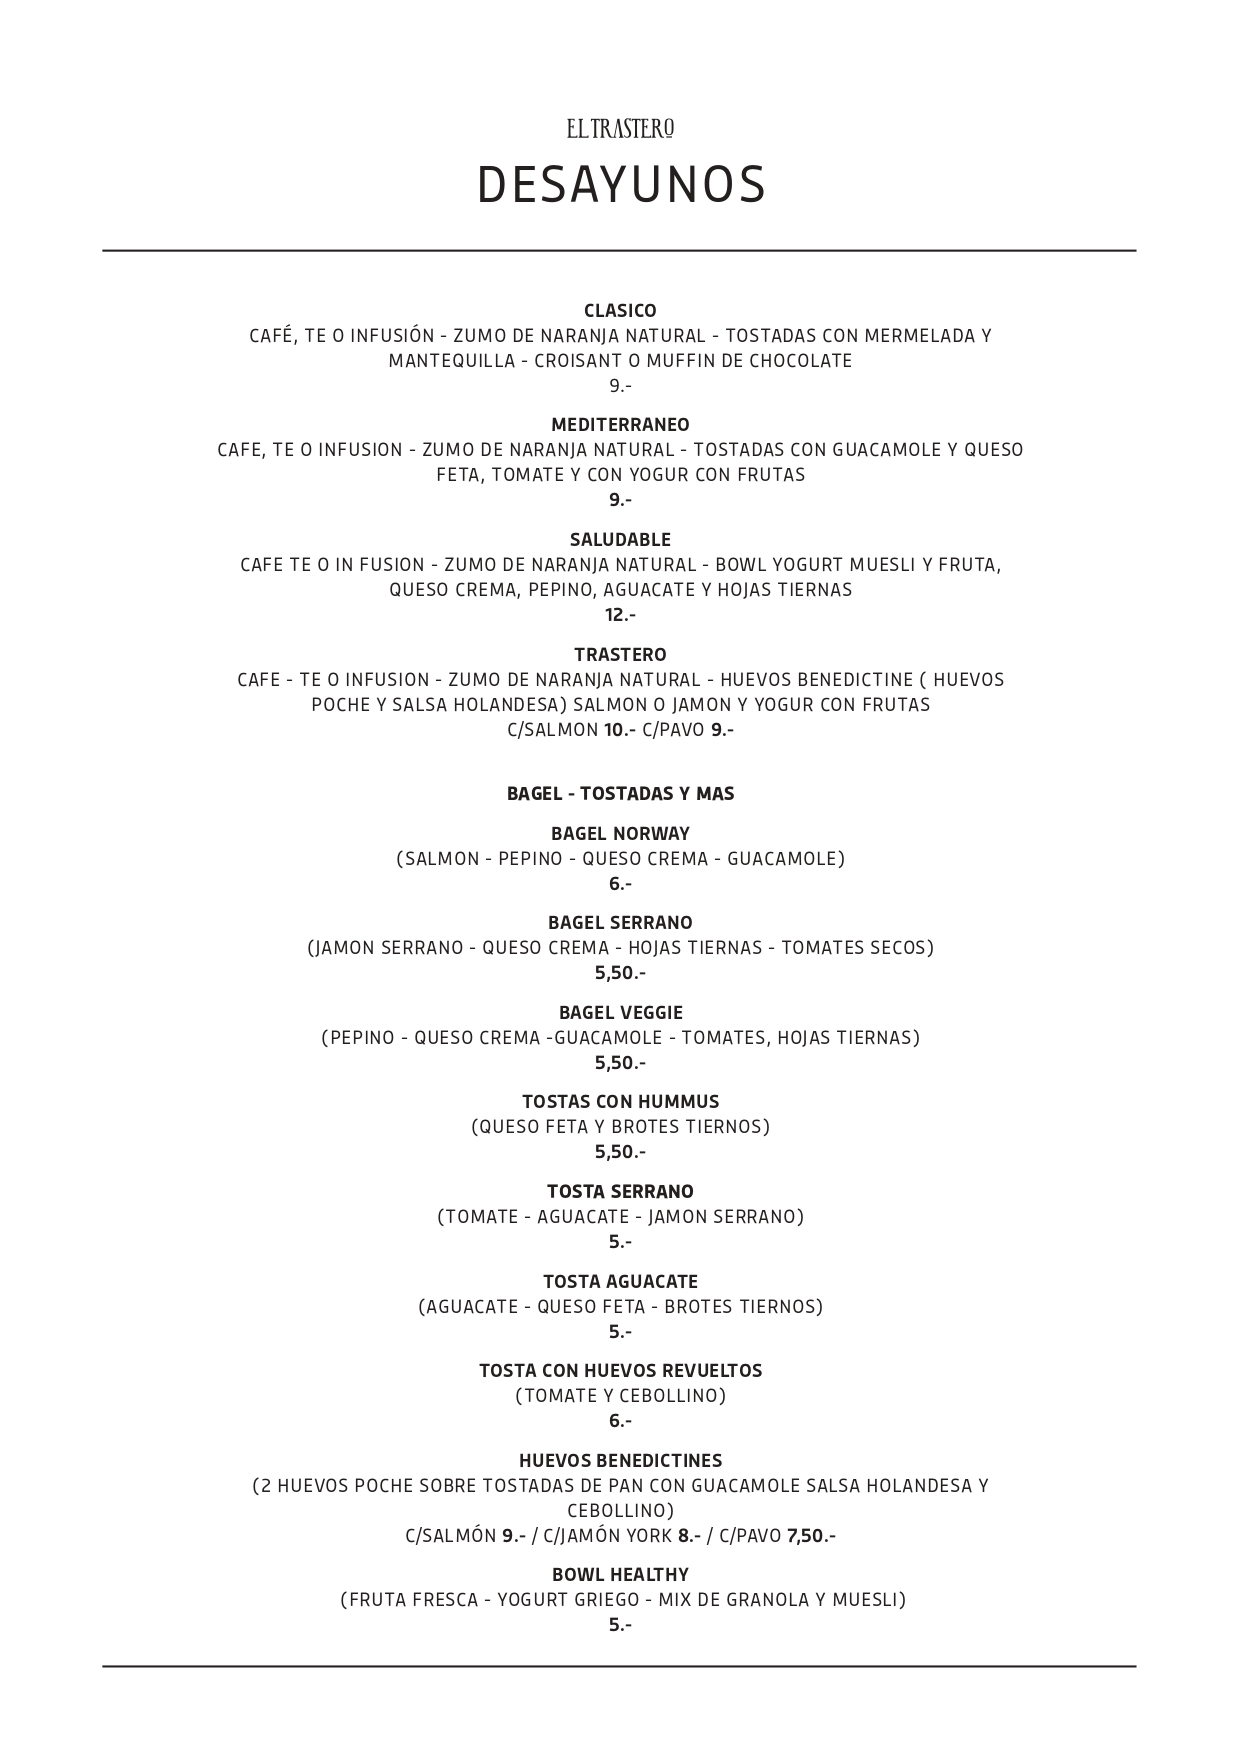 EL TRASTERO
DESAYUNOS
CLASICO
CAFÉ, TE O INFUSIÓN - ZUMO DE NARANJA NATURAL - TOSTADAS CON MERMELADA Y
MANTEQUILLA - CROISANT O MUFFIN DE CHOCOLATE
9.-
MEDITERRANEO
CAFE, TE O INFUSION - ZUMO DE NARANJA NATURAL - TOSTADAS CON GUACAMOLE Y QUESO
FETA, TOMATE Y CON YOGUR CON FRUTAS
9.-
SALUDABLE
CAFE TE O IN FUSION - ZUMO DE NARANJA NATURAL - BOWL YOGURT MUESLI Y FRUTA,
QUESO CREMA, PEPINO, AGUACATE Y HOJAS TIERNAS
12.-
TRASTERO
CAFE - TE O INFUSION - ZUMO DE NARANJA NATURAL - HUEVOS BENEDICTINE ( HUEVOS
POCHE Y SALSA HOLANDESA) SALMON O JAMON Y YOGUR CON FRUTAS
C/SALMON 10.- C/PAVO 9.-
BAGEL - TOSTADAS Y MAS
BAGEL NORWAY
(SALMON - PEPINO - QUESO CREMA - GUACAMOLE)
6.-
BAGEL SERRANO
(JAMON SERRANO - QUESO CREMA - HOJAS TIERNAS - TOMATES SECOS)
5,50.-
BAGEL VEGGIE
(PEPINO - QUESO CREMA -GUACAMOLE - TOMATES, HOJAS TIERNAS)
5,50.-
TOSTAS CON HUMMUS
(QUESO FETA Y BROTES TIERNOS)
5,50.-
TOSTA SERRANO
(TOMATE - AGUACATE - JAMON SERRANO)
5.-
TOSTA AGUACATE
(AGUACATE - QUESO FETA - BROTES TIERNOS)
5.-
TOSTA CON HUEVOS REVUELTOS
(TOMATE Y CEBOLLINO)
6.-
HUEVOS BENEDICTINES
(2 HUEVOS POCHE SOBRE TOSTADAS DE PAN CON GUACAMOLE SALSA HOLANDESA Y
CEBOLLINO)
C/SALMÓN 9.- / C/JAMÓN YORK 8.- / C/PAVO 7,50.-
BOWL HEALTHY
(FRUTA FRESCA - YOGURT GRIEGO - MIX DE GRANOLA Y MUESLI)
5.-